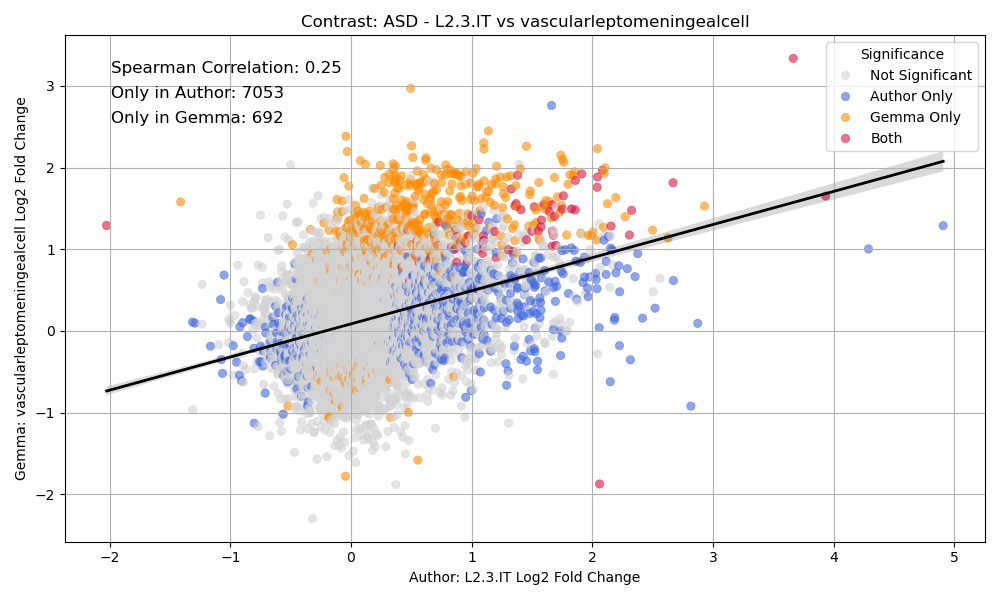 Contrast: ASD - L2.3.IT vs vascularleptomeningealcell
Spearman Correlation: 0.25
Only in Author: 7053
Only in Gemma: 692
Significance
Not Significant
Author Only
Gemma Only
Both
Gemma: vascularleptomeningealcell Log2 Fold Change
3
2
1
0
−1
−2
−2
−1
0
1
2
3
4
5
Author: L2.3.IT Log2 Fold Change